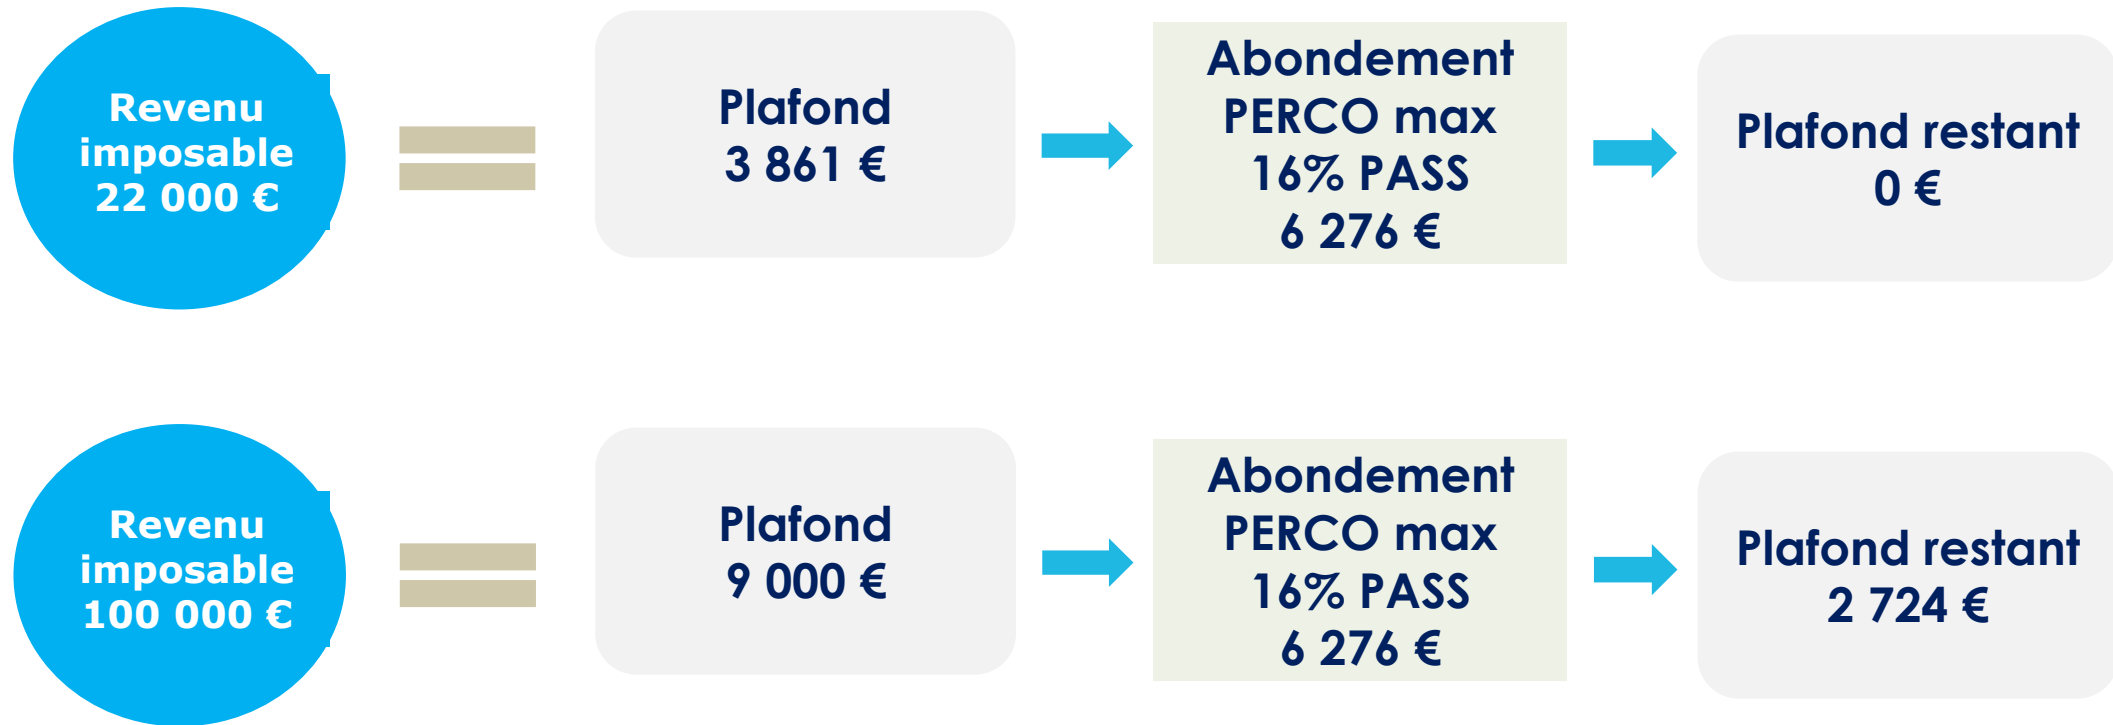 Revenu
imposable
22 000 €
Plafond
3 861 €
Abondement
PERCO max
16% PASS
6 276 €
Plafond restant
0 €
Revenu
imposable
100 000 €
Plafond
9 000 €
Abondement
PERCO max
16% PASS
6 276 €
Plafond restant
2 724 €